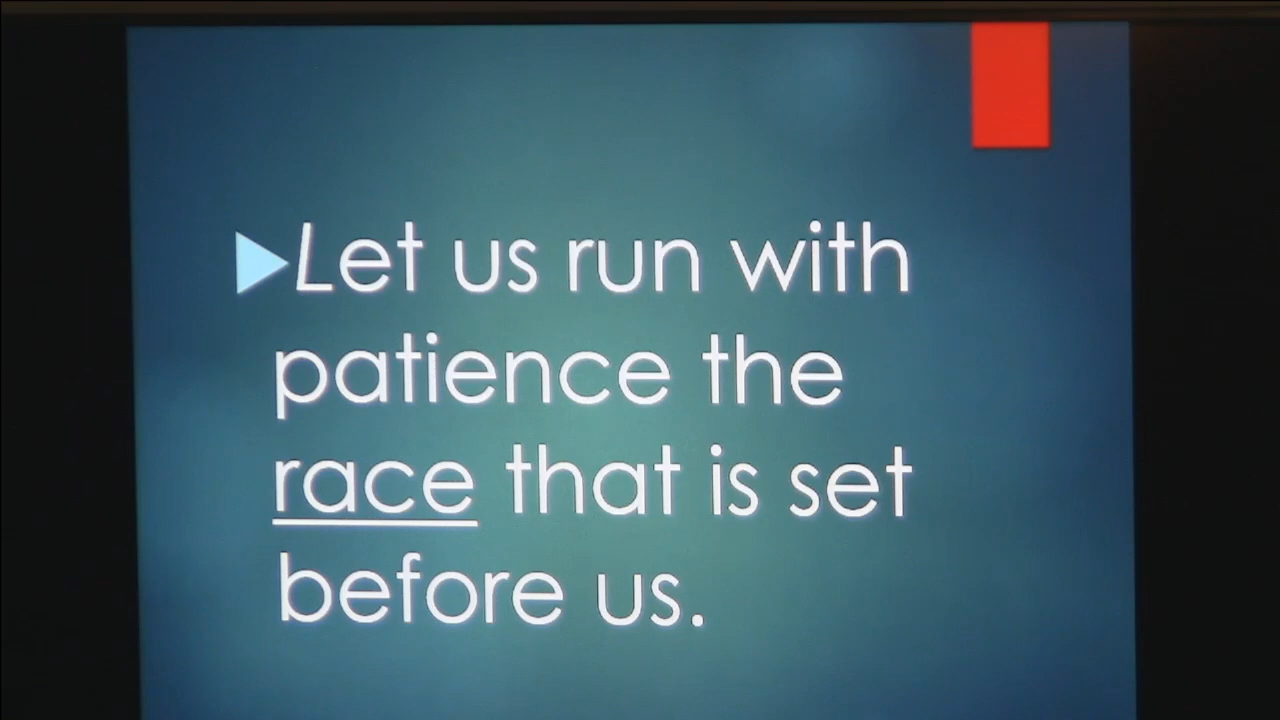 Let us run with
patience the
race that is set
before us.